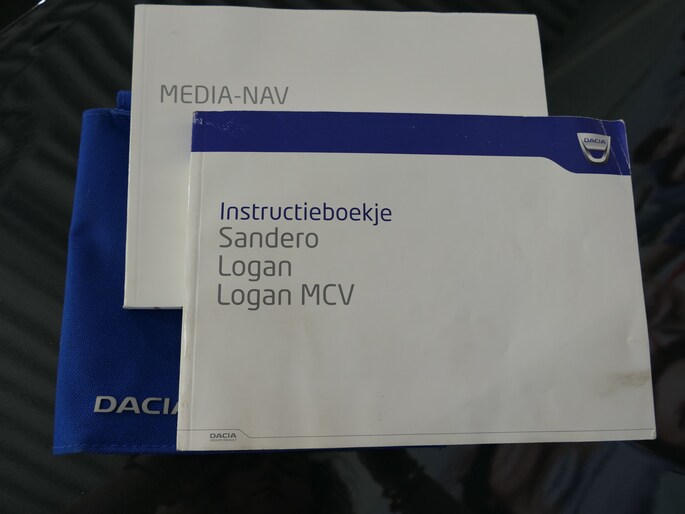 MEDIA-NAV
DACIA
Instructieboekje
Sandero
Logan
Logan MCV
DACIA
DACIA